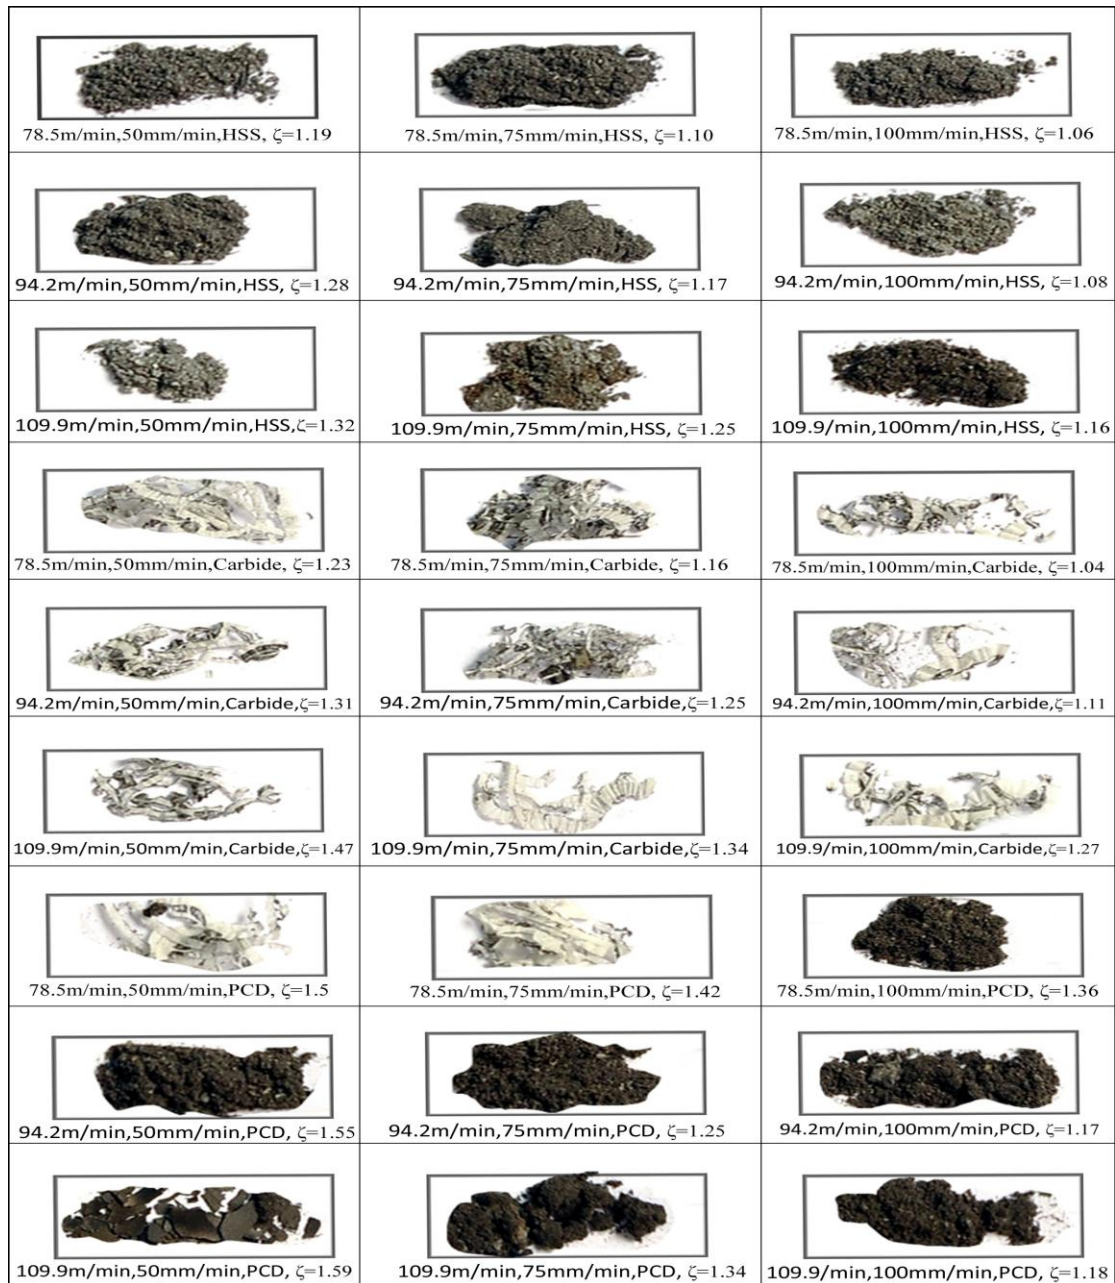 78.5m/min,50mm/min,HSS, ζ=1.19
78.5m/min,75mm/min,HSS, ζ=1.10
78.5m/min,100mm/min,HSS, ζ=1.06
94.2m/min,50mm/min,HSS, ζ=1.28
94.2m/min,75mm/min,HSS, ζ=1.17
94.2m/min,100mm/min,HSS, ζ=1.08
109.9m/min,50mm/min,HSS,ζ=1.32
109.9m/min,75mm/min,HSS, ζ=1.25
109.9/min,100mm/min,HSS, ζ=1.16
78.5m/min,50mm/min,Carbide, ζ=1.23
78.5m/min,75mm/min,Carbide, ζ=1.16
78.5m/min,100mm/min,Carbide, ζ=1.04
94.2m/min,50mm/min,Carbide,ζ=1.31
94.2m/min,75mm/min,Carbide,ζ=1.25
94.2m/min,100mm/min,Carbide,ζ=1.11
109.9m/min,50mm/min,Carbide,ζ=1.47
109.9m/min,75mm/min,Carbide,ζ=1.34
109.9/min,100mm/min,Carbide,ζ=1.27
78.5m/min,50mm/min,PCD, ζ=1.5
78.5m/min,75mm/min,PCD, ζ=1.42
78.5m/min,100mm/min,PCD, ζ=1.36
94.2m/min,50mm/min,PCD, ζ=1.55
94.2m/min,75mm/min,PCD, ζ=1.25
94.2m/min,100mm/min,PCD, ζ=1.17
109.9m/min,50mm/min,PCD, ζ=1.59
109.9m/min,75mm/min,PCD, ζ=1.34
109.9/min,100mm/min,PCD, ζ=1.18